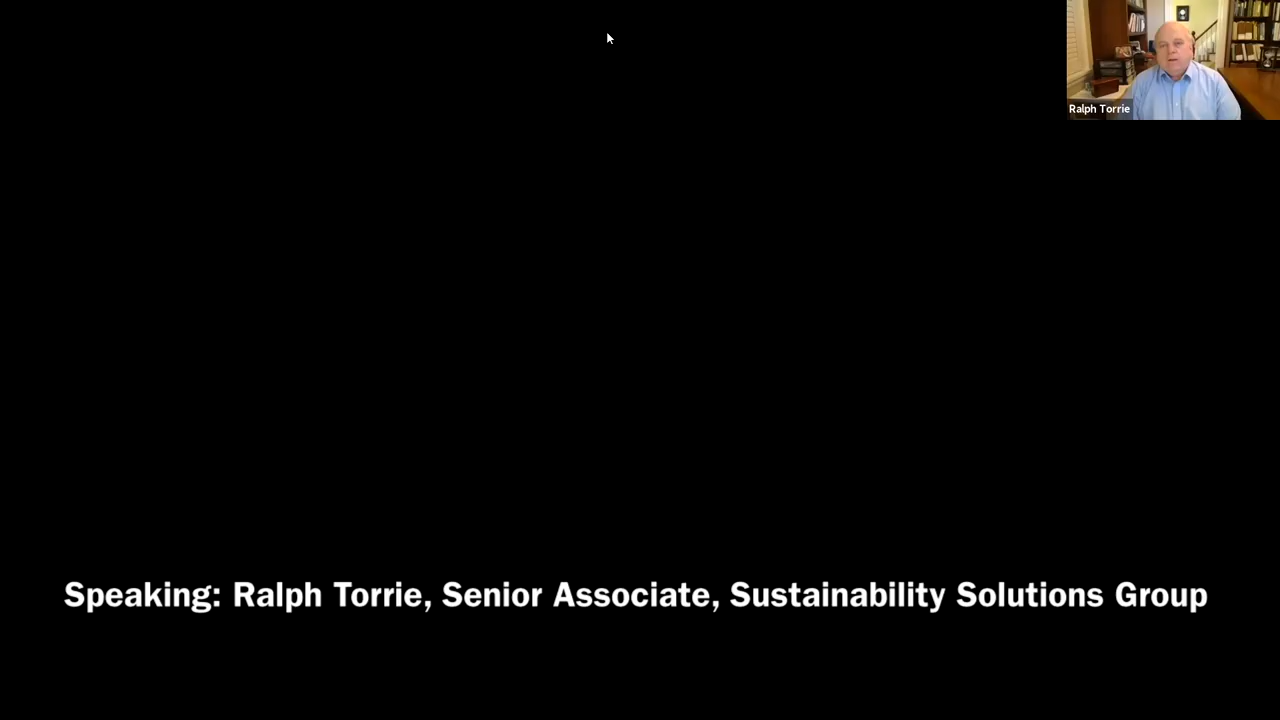 Ralph Torrie
Speaking: Ralph Torrie, Senior Associate, Sustainability Solutions Group